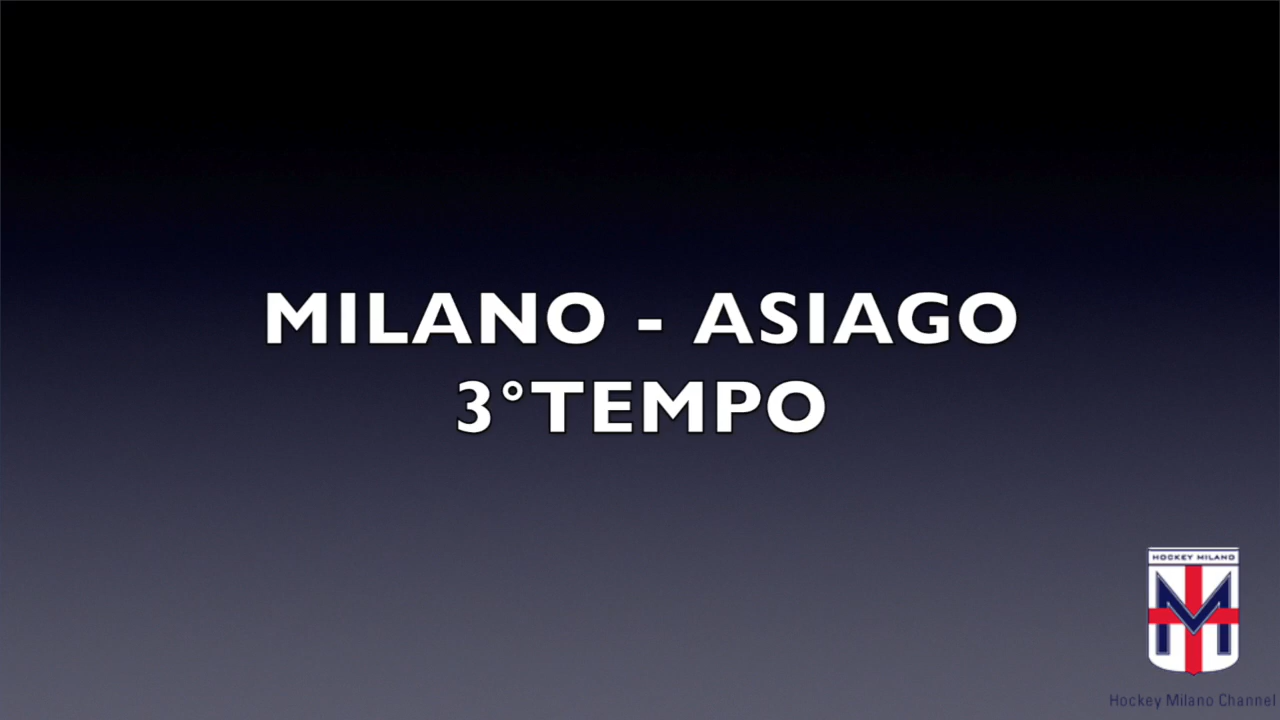 MILANO - ASIAGO
3°TEMPO
HOCKEY MILANO
M
Hockey Milano Channel